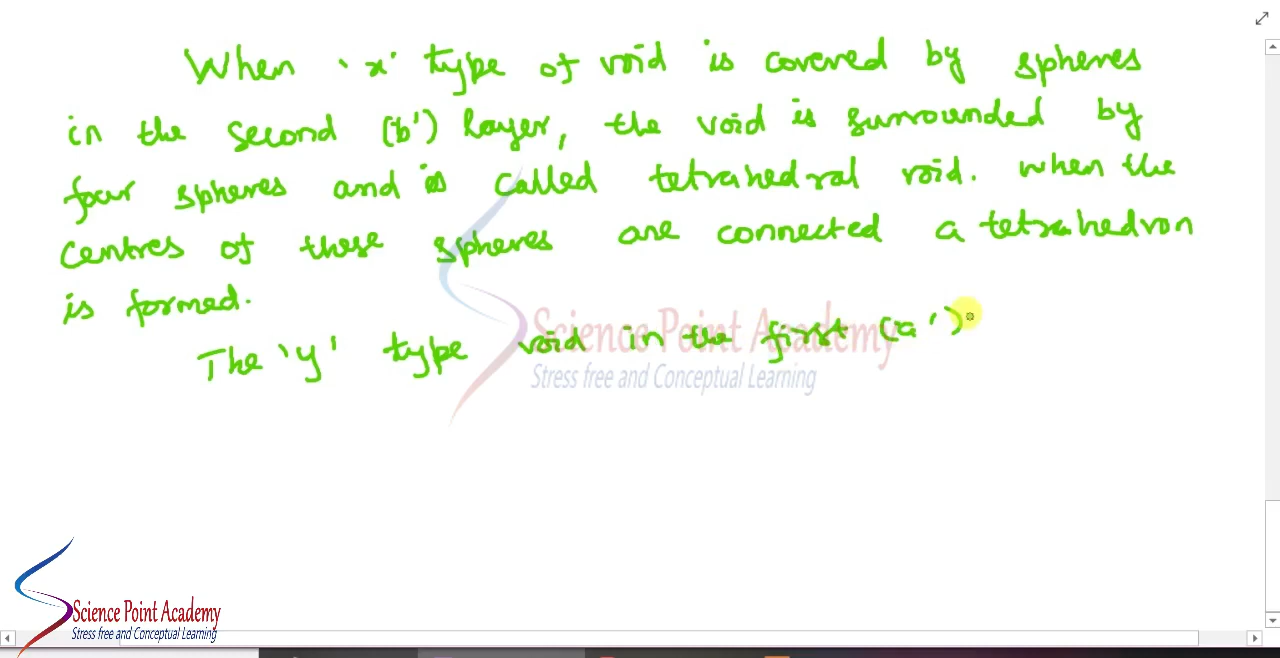 When 'x' type of void is covered by spheres
in the second (b') layer, the void is surrounded by
four spheres and is called tetrahedral void. When the
centres of these spheres are connected a tetrahedron
is formed.
The 'y' type void in the first (a')
Science Point Academy
Stress free and Conceptual Learning
Science Point Academy
Stress free and Conceptual Learning